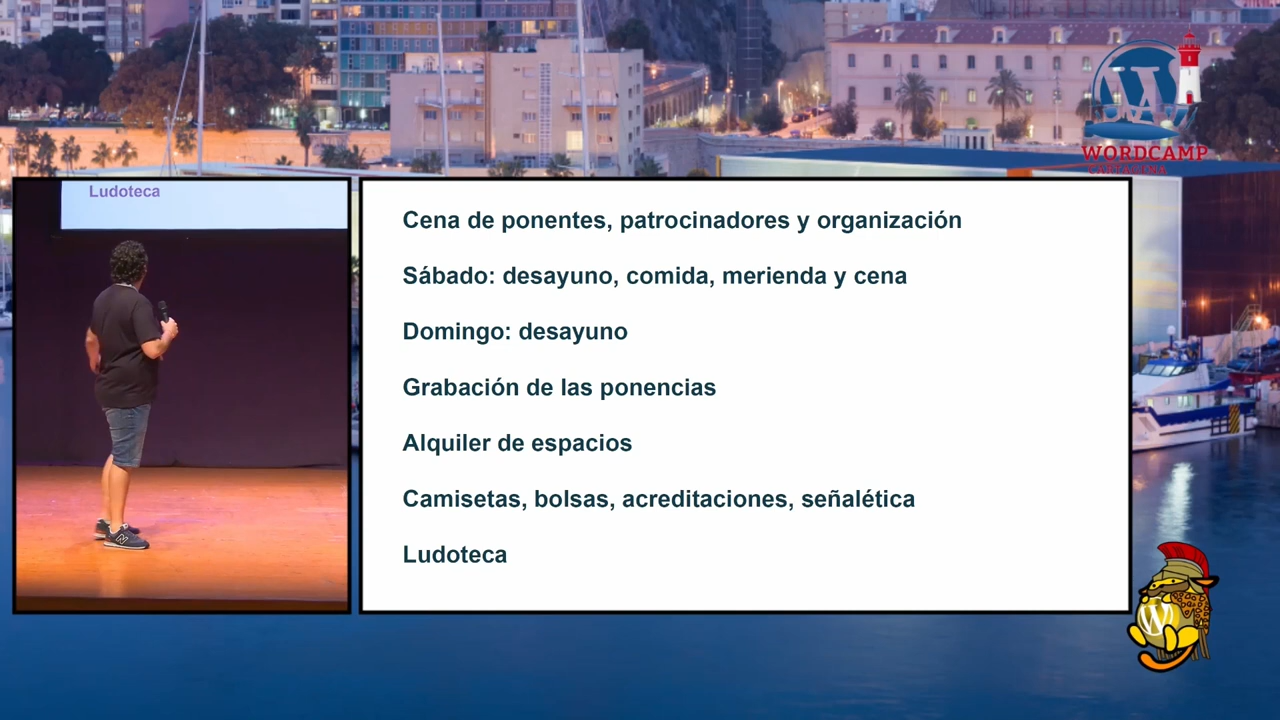 WORDCAMP
CARTAGENA
Ludoteca
Cena de ponentes, patrocinadores y organización
Sábado: desayuno, comida, merienda y cena
Domingo: desayuno
Grabación de las ponencias
Alquiler de espacios
Camisetas, bolsas, acreditaciones, señalética
Ludoteca